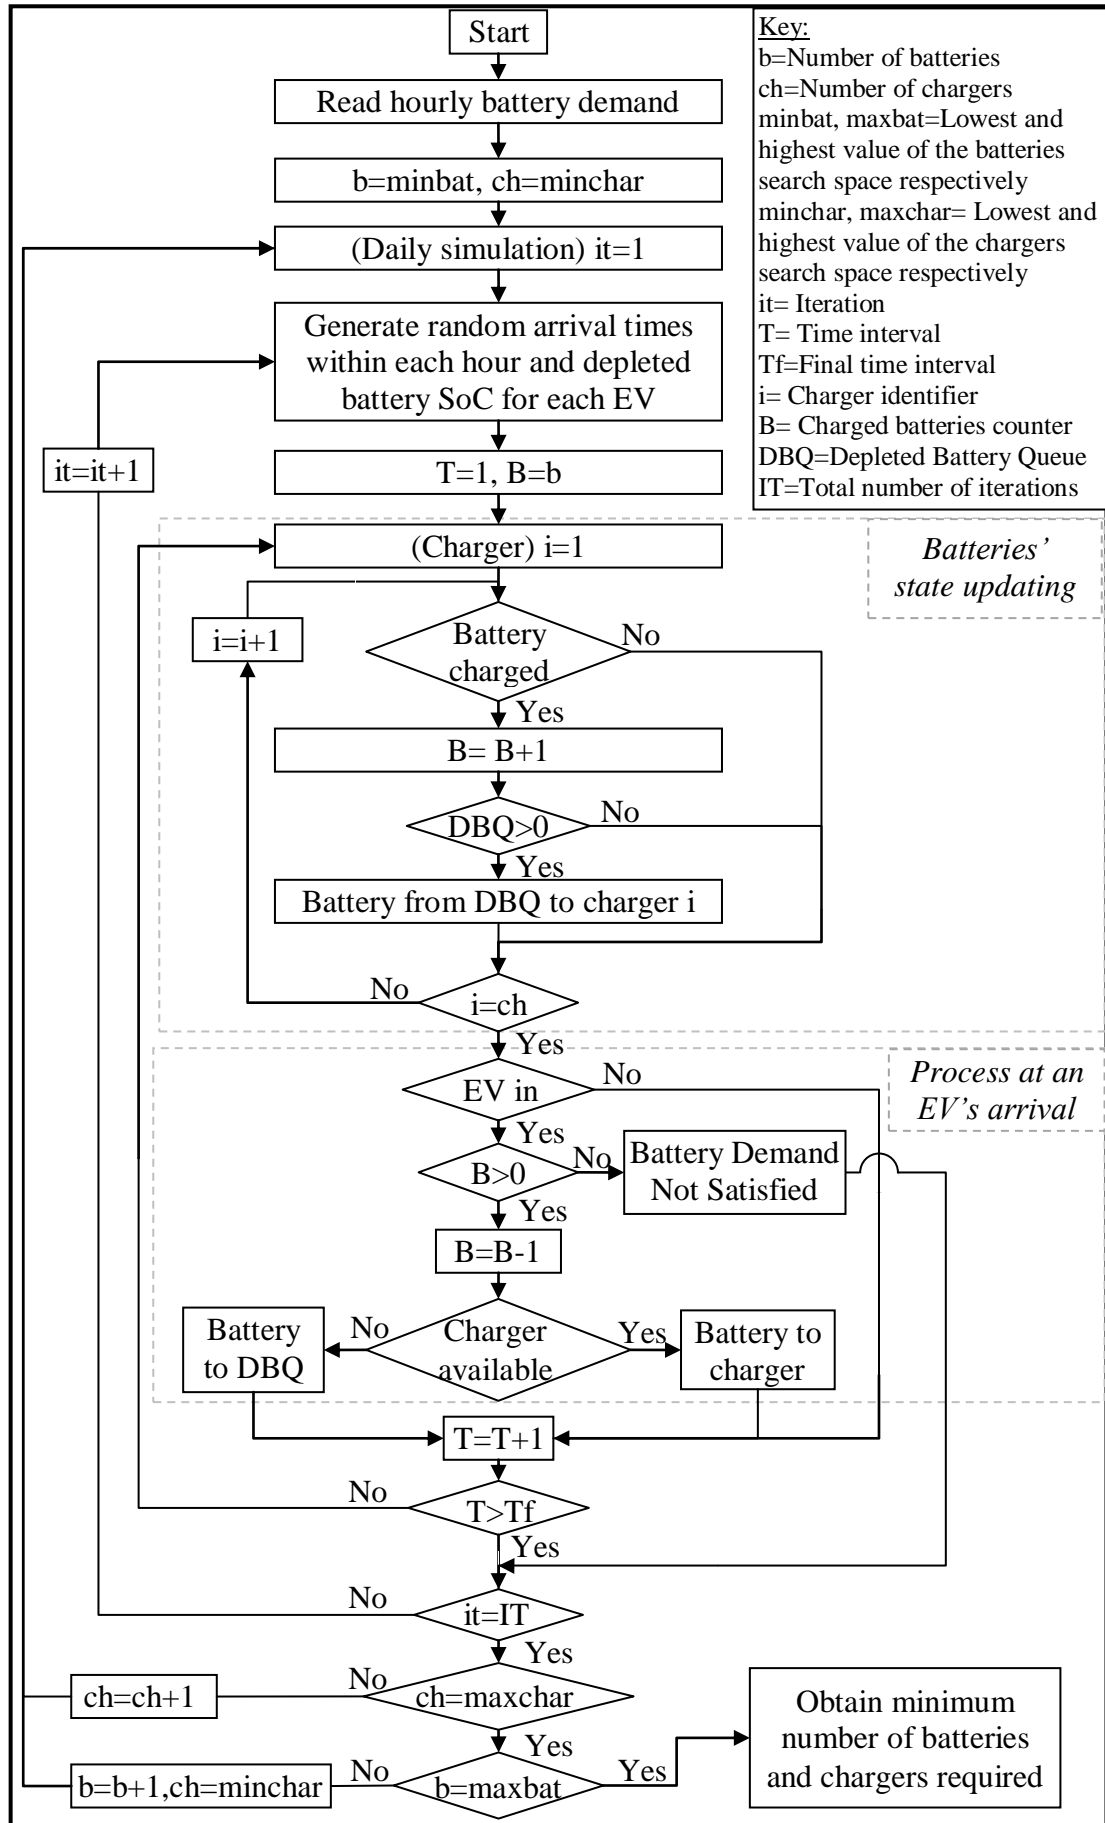 Start
Key:
b=Number of batteries
ch=Number of chargers
minbat, maxbat=Lowest and
highest value of the batteries
search space respectively
minchar, maxchar= Lowest and
highest value of the chargers
search space respectively
it= Iteration
T= Time interval
Tf=Final time interval
i= Charger identifier
B= Charged batteries counter
DBQ=Depleted Battery Queue
IT=Total number of iterations
Read hourly battery demand
b=minbat, ch=minchar
(Daily simulation) it=1
Generate random arrival times
within each hour and depleted
battery SoC for each EV
it=it+1
T=1, B=b
(Charger) i=1
Batteries’
state updating
i=i+1
Battery
charged
No
Yes
B= B+1
DBQ>0
No
Yes
Battery from DBQ to charger i
No
i=ch
Yes
Process at an
EV’s arrival
EV in
No
Yes
B>0
No
Battery Demand
Not Satisfied
Yes
B=B-1
Battery
to DBQ
No
Charger
available
Yes
Battery to
charger
T=T+1
No
T>Tf
Yes
No
it=IT
Yes
ch=ch+1
No
ch=maxchar
Yes
b=b+1,ch=minchar
No
b=maxbat
Yes
Obtain minimum
number of batteries
and chargers required